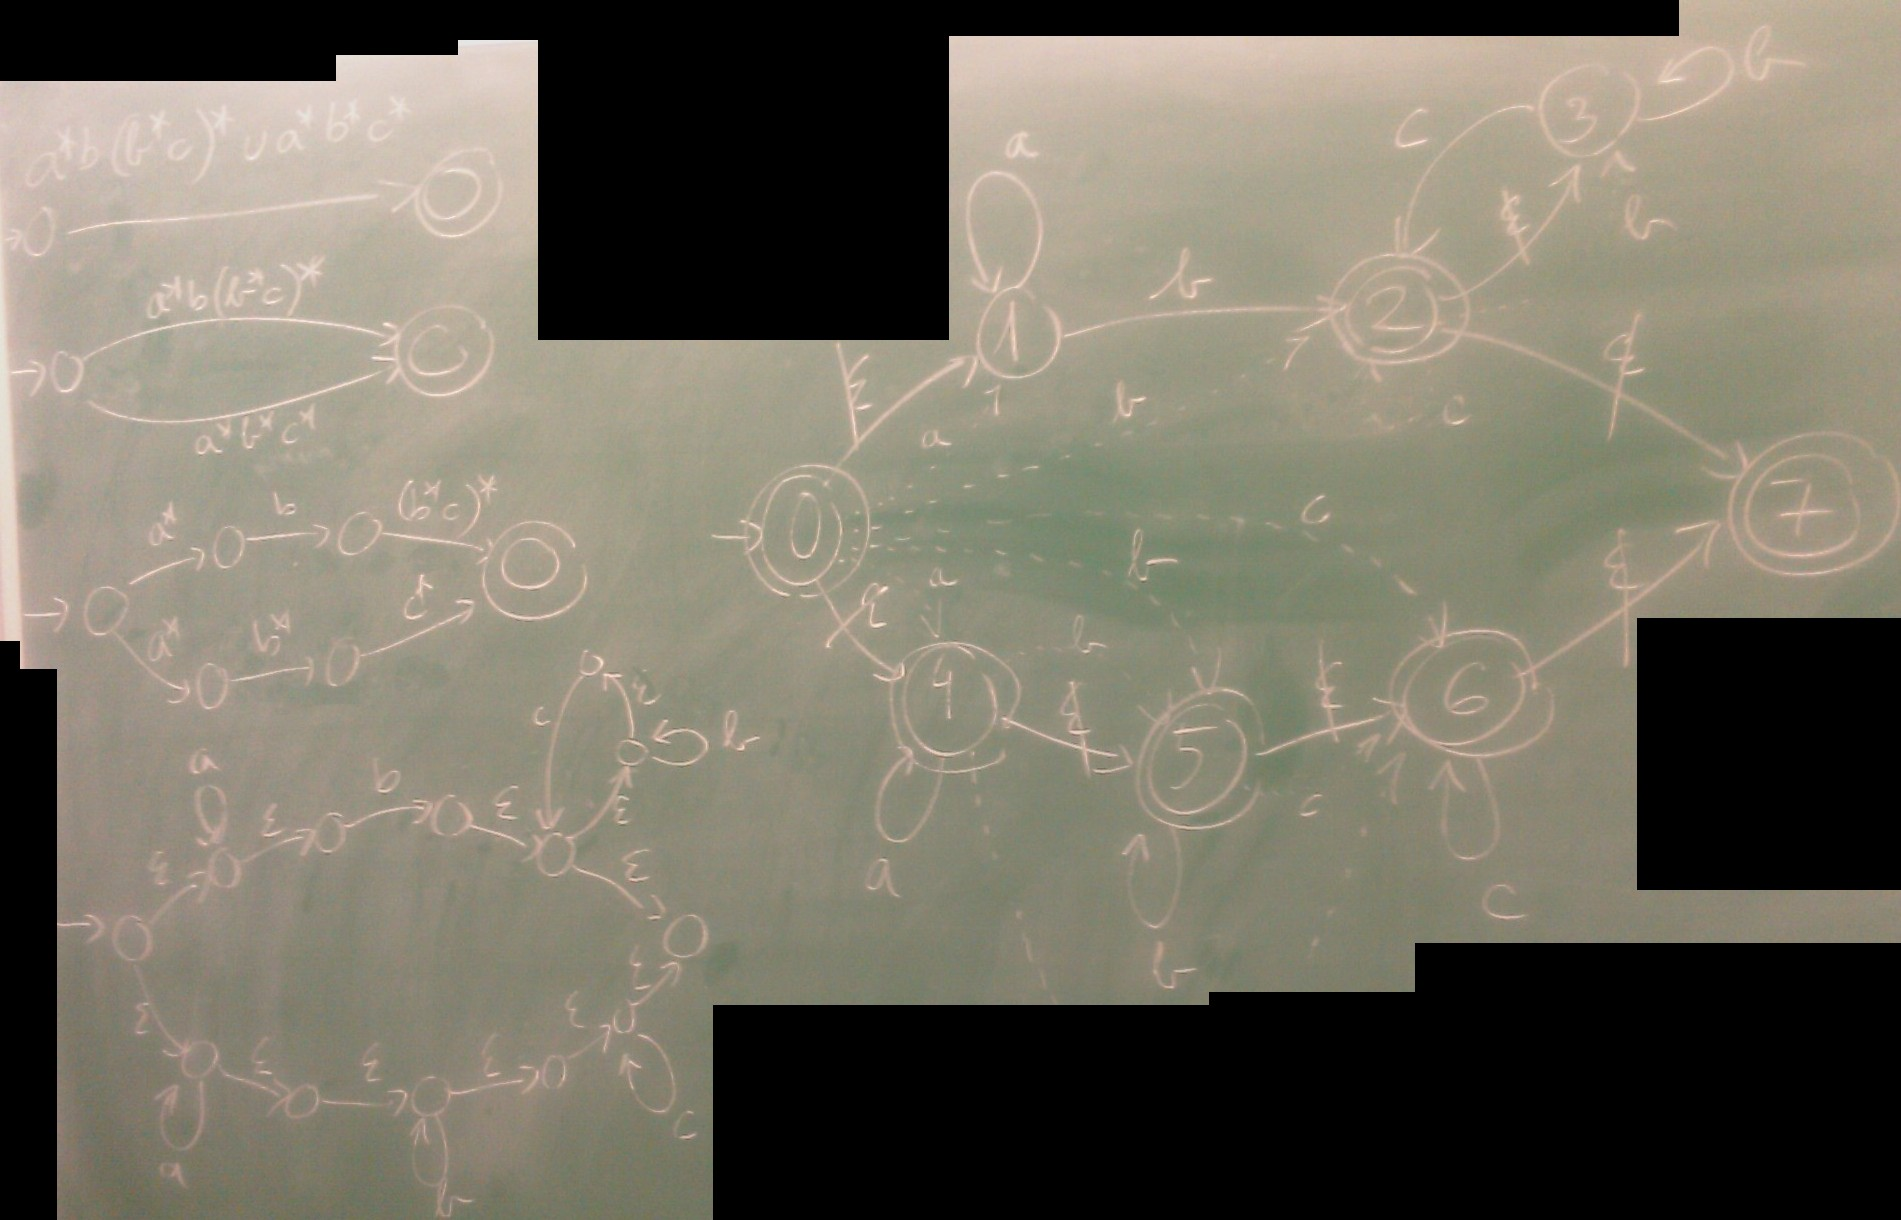 a*b(b*c)* ∪ a*b*c*
a*b(b*c)*
a*b*c*
a* b (b*c)*
a* b* c*
c ε b
a ε ε b ε ε ε
ε ε ε ε ε ε
a b c
b
3
c
ε b
a
1 b 2
ε
ε a b c
0 c 7
b
ε a ε
4 b ε ε 6
5
a c
b c